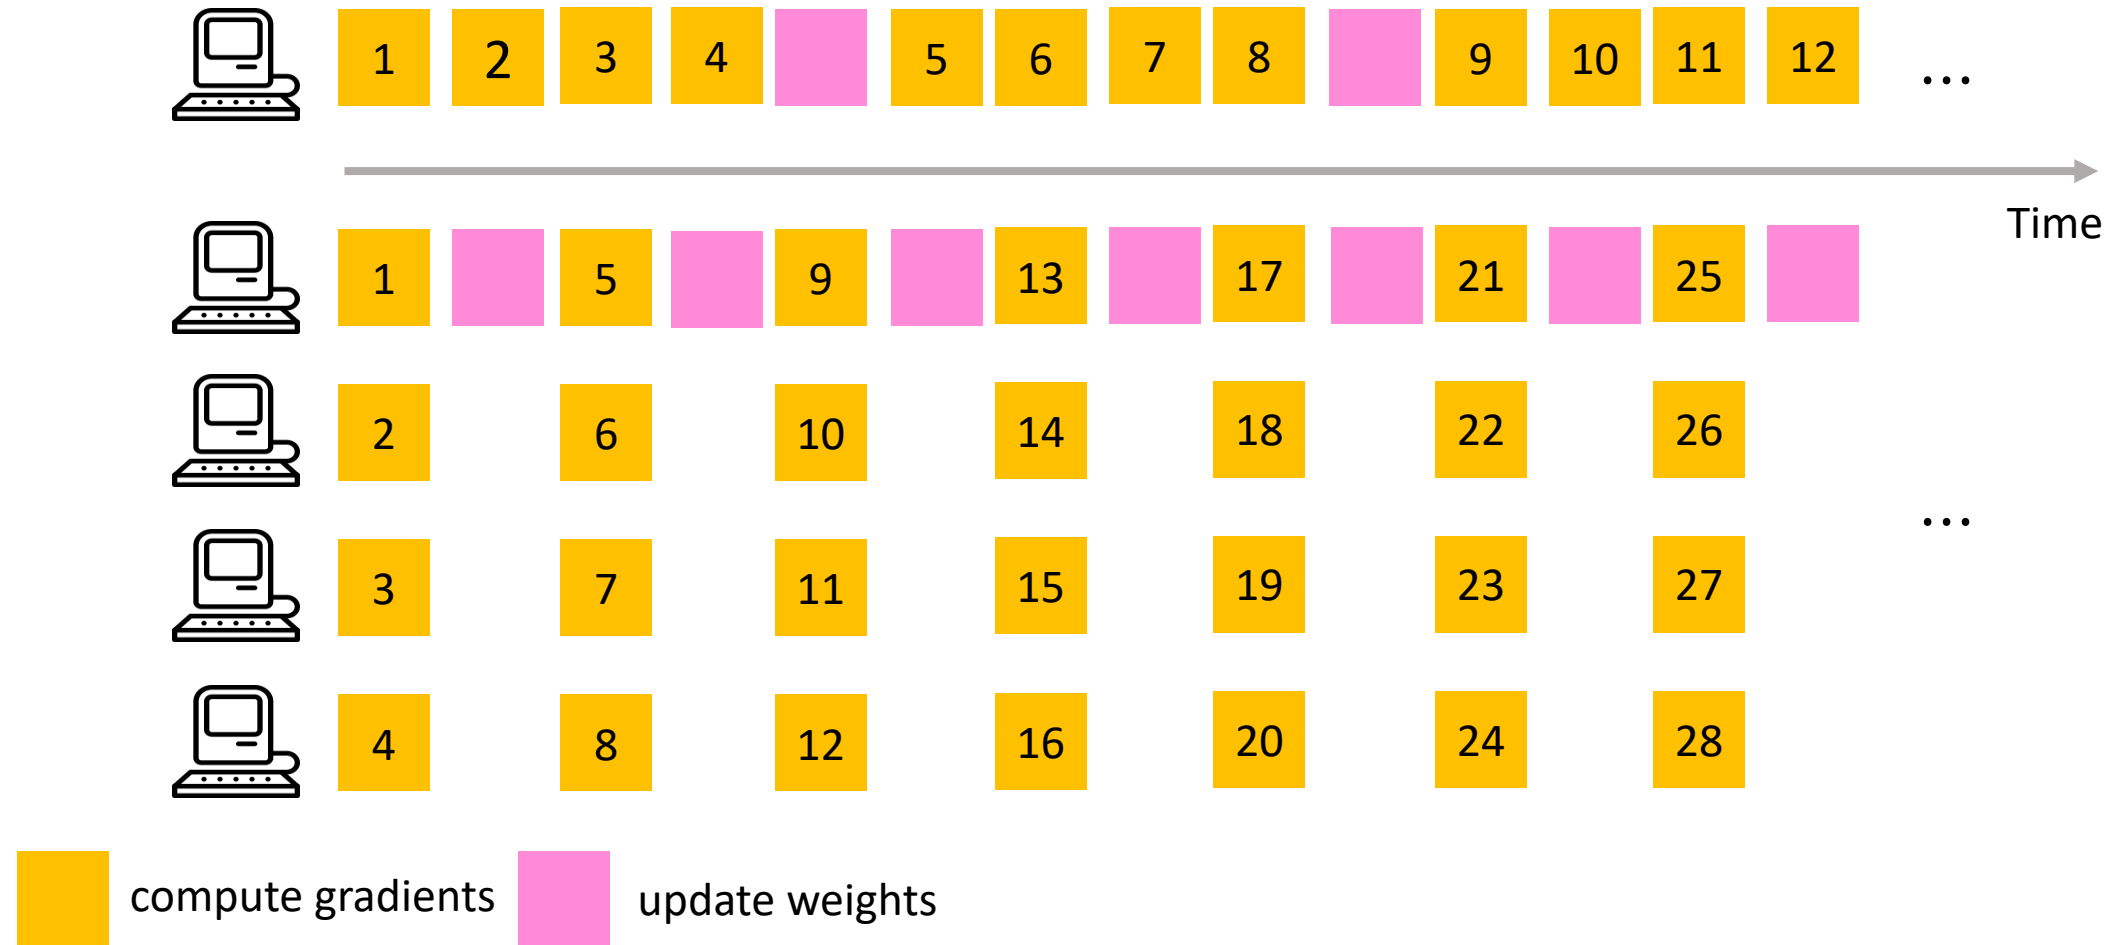 1 2 3 4 5 6 7 8 9 10 11 12 ...
Time
1 5 9 13 17 21 25
2 6 10 14 18 22 26
...
3 7 11 15 19 23 27
4 8 12 16 20 24 28
compute gradients update weights